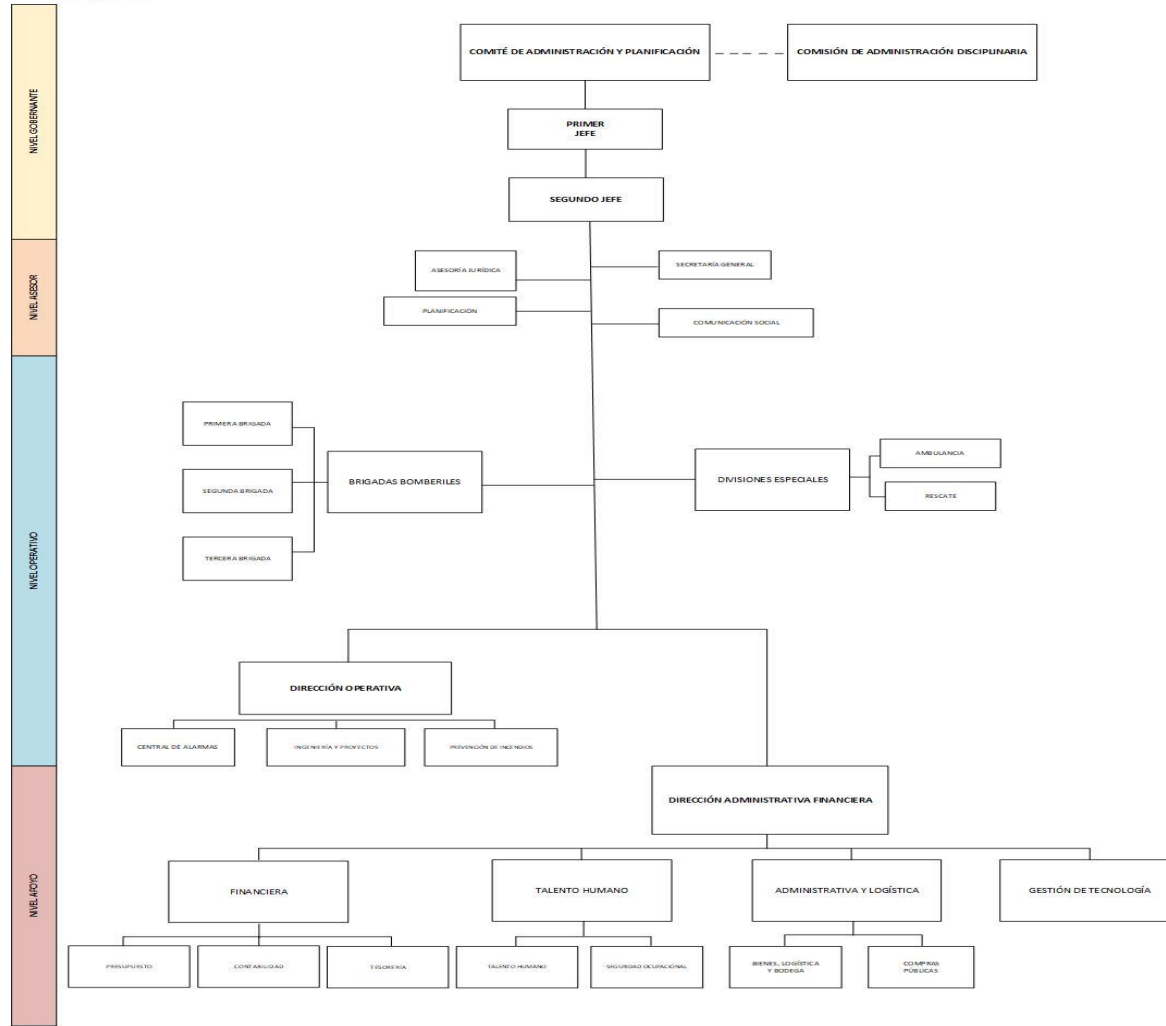 NIVEL GOBERNANTE
COMITÉ DE ADMINISTRACIÓN Y PLANIFICACIÓN
COMISIÓN DE ADMINISTRACIÓN DISCIPLINARIA
PRIMER
JEFE
SEGUNDO JEFE
NIVEL ASESOR
ASESORÍA JURÍDICA
SECRETARÍA GENERAL
PLANIFICACIÓN
COMUNICACIÓN SOCIAL
NIVEL OPERATIVO
PRIMERA BRIGADA
SEGUNDA BRIGADA
TERCERA BRIGADA
BRIGADAS BOMBERILES
DIVISIONES ESPECIALES
AMBULANCIA
RESCATE
DIRECCIÓN OPERATIVA
CENTRAL DE ALARMAS
INGENIERÍA Y PROYECTOS
PREVENCIÓN DE INCENDIOS
NIVEL APOYO
DIRECCIÓN ADMINISTRATIVA FINANCIERA
FINANCIERA
TALENTO HUMANO
ADMINISTRATIVA Y LOGÍSTICA
GESTIÓN DE TECNOLOGÍA
PRESUPUESTO
CONTABILIDAD
TESORERÍA
TALENTO HUMANO
SEGURIDAD OCUPACIONAL
BIENES, LOGÍSTICA
Y BODEGA
COMPRAS
PÚBLICAS